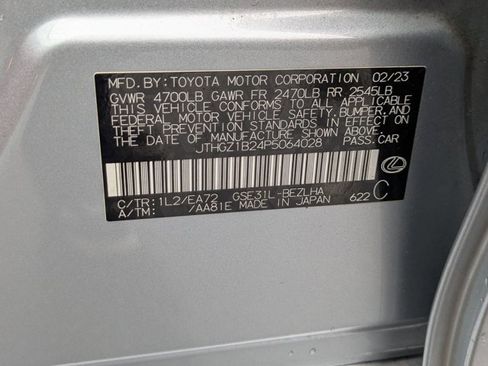 MFD.BY: TOYOTA MOTOR CORPORATION 02/23
GVWR 4700LB GAWR FR 2470LB RR 2545LB
THIS VEHICLE CONFORMS TO ALL APPLICABLE
FEDERAL MOTOR VEHICLE SAFETY, BUMPER, AND
THEFT PREVENTION STANDARDS IN EFFECT ON
THE DATE OF MANUFACTURE SHOWN ABOVE.
JTHGZ1B24P5064028 PASS.CAR
C/TR: 1L2/EA72 GSE31L-BEZLHA
A/TM: /AA81E MADE IN JAPAN 622 C